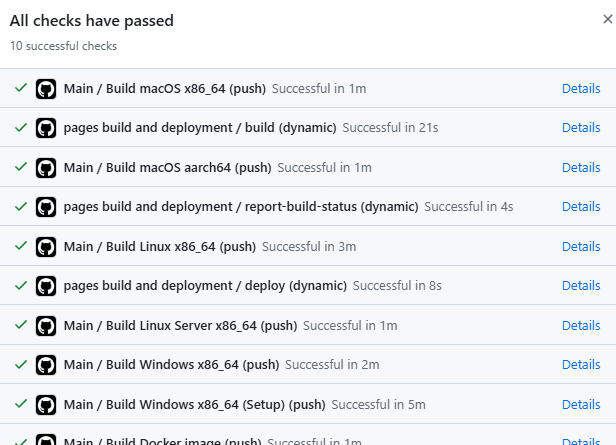 All checks have passed
10 successful checks
Main / Build macOS x86_64 (push) Successful in 1m Details
pages build and deployment / build (dynamic) Successful in 21s Details
Main / Build macOS aarch64 (push) Successful in 1m Details
pages build and deployment / report-build-status (dynamic) Successful in 4s Details
Main / Build Linux x86_64 (push) Successful in 3m Details
pages build and deployment / deploy (dynamic) Successful in 8s Details
Main / Build Linux Server x86_64 (push) Successful in 1m Details
Main / Build Windows x86_64 (push) Successful in 2m Details
Main / Build Windows x86_64 (Setup) (push) Successful in 5m Details
Main / Build Docker image (push) Successful in 1m Details